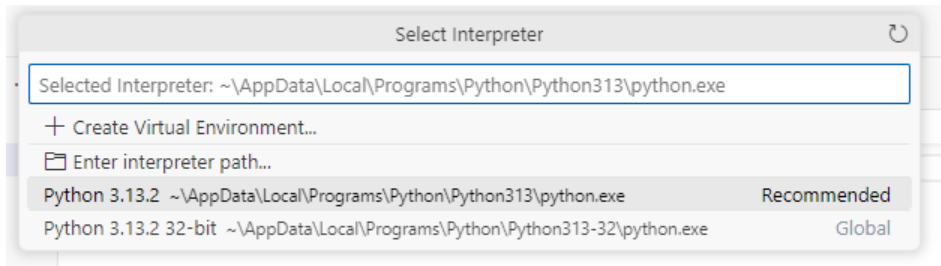 Select Interpreter
Selected Interpreter: ~\AppData\Local\Programs\Python\Python313\python.exe
+ Create Virtual Environment...
Enter interpreter path...
Python 3.13.2 ~\AppData\Local\Programs\Python\Python313\python.exe Recommended
Python 3.13.2 32-bit ~\AppData\Local\Programs\Python\Python313-32\python.exe Global